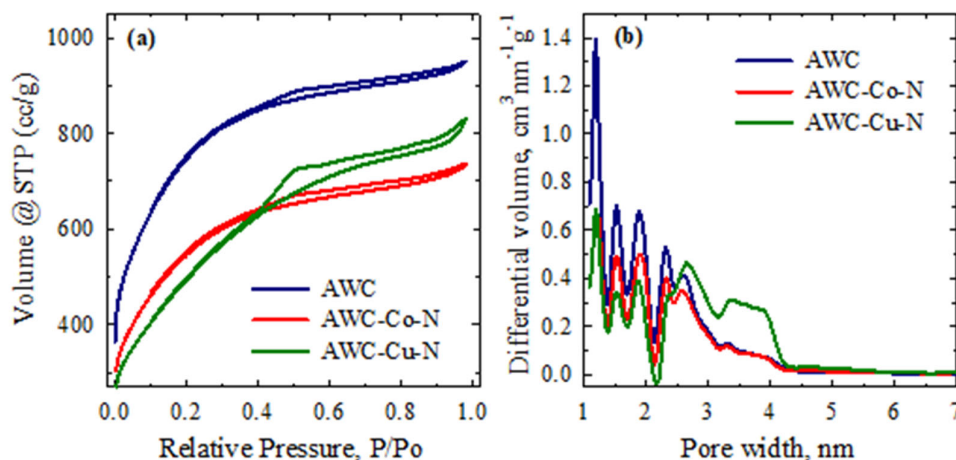 (a)
1000
800
600
400
Volume @ STP (cc/g)
AWC
AWC-Co-N
AWC-Cu-N
0.0 0.2 0.4 0.6 0.8 1.0
Relative Pressure, P/Po
(b)
1.4
1.2
1.0
0.8
0.6
0.4
0.2
0.0
Differential volume, cm³ nm⁻¹g⁻¹
AWC
AWC-Co-N
AWC-Cu-N
1 2 3 4 5 6 7
Pore width, nm